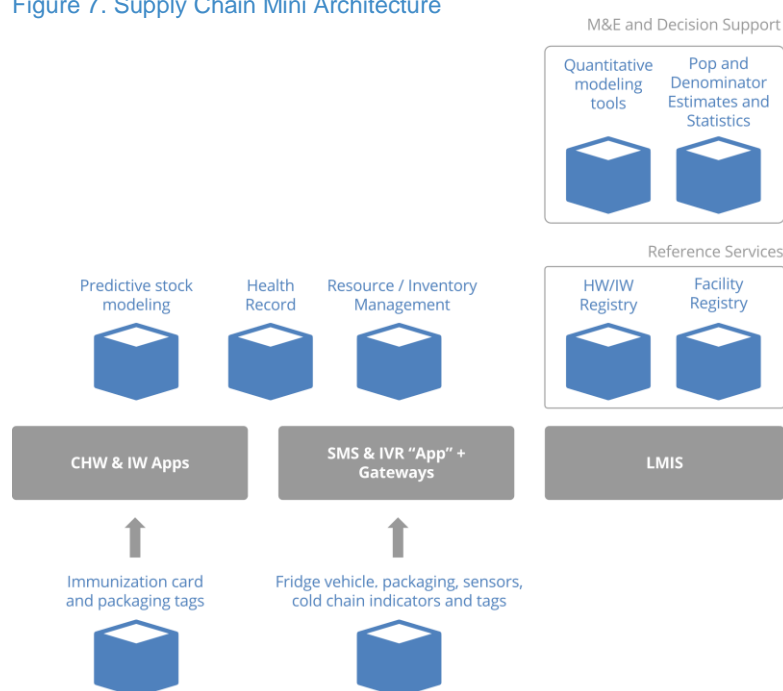 Figure 7. Supply Chain Mini Architecture
M&E and Decision Support
Quantitative
modeling
tools
Pop and
Denominator
Estimates and
Statistics
Reference Services
Predictive stock
modeling
Health
Record
Resource / Inventory
Management
HW/IW
Registry
Facility
Registry
CHW & IW Apps
SMS & IVR “App” +
Gateways
LMIS
Immunization card
and packaging tags
Fridge vehicle, packaging, sensors,
cold chain indicators and tags